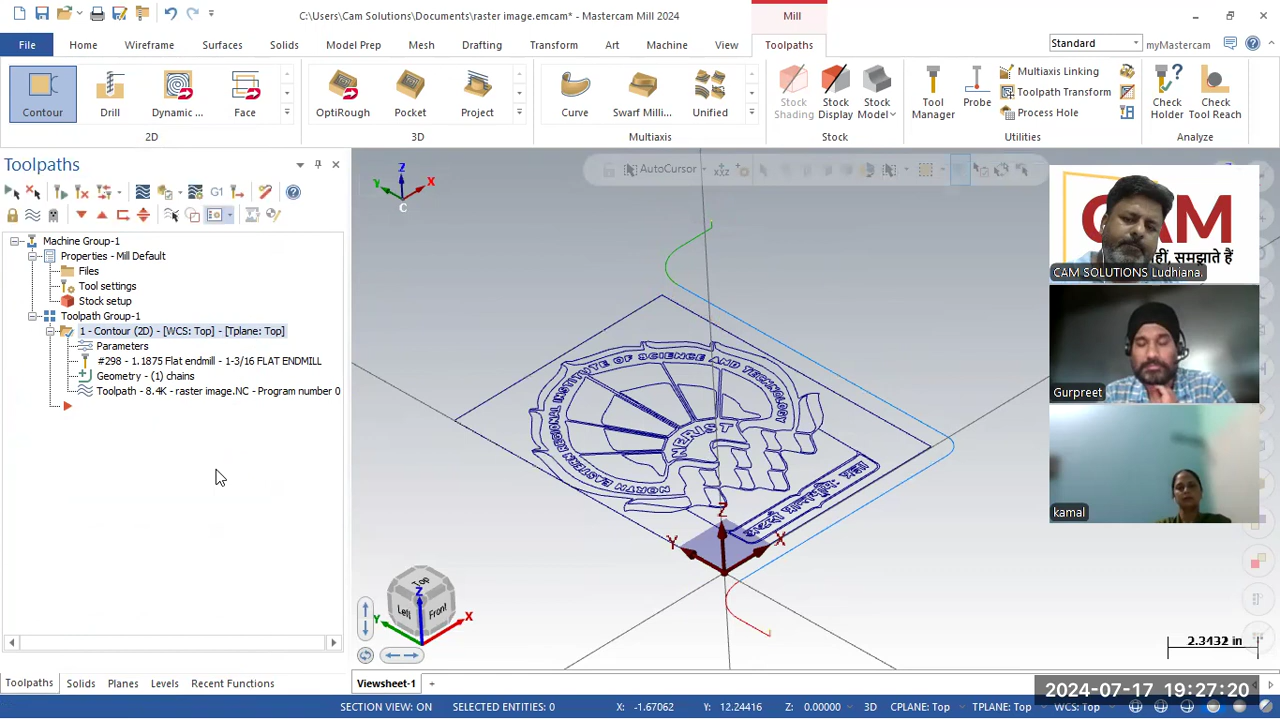 C:\Users\Cam Solutions\Documents\raster image.emcam* - Mastercam Mill 2024
Mill
File
Home
Wireframe
Surfaces
Solids
Model Prep
Mesh
Drafting
Transform
Art
Machine
View
Toolpaths
Standard
myMastercam
Contour
Drill
Dynamic ...
Face
OptiRough
Pocket
Project
Curve
Swarf Milli...
Unified
Stock Shading
Stock Display
Stock Model
Tool Manager
Probe
Multiaxis Linking
Toolpath Transform
Process Hole
Check Holder
Check Tool Reach
2D
3D
Multiaxis
Stock
Utilities
Analyze
Toolpaths
G1
Machine Group-1
Properties - Mill Default
Files
Tool settings
Stock setup
Toolpath Group-1
1 - Contour (2D) - [WCS: Top] - [Tplane: Top]
Parameters
#298 - 1.1875 Flat endmill - 1-3/16 FLAT ENDMILL
Geometry - (1) chains
Toolpath - 8.4K - raster image.NC - Program number 0
AutoCursor
Z
Y
X
C
NORTH EASTERN REGIONAL INSTITUTE OF SCIENCE AND TECHNOLOGY
NERIST
Z
Y
X
Top
Left
Front
Z
Y
X
CAM
समझाते हैं
CAM SOLUTIONS Ludhiana.
Gurpreet
kamal
2.3432 in
Toolpaths
Solids
Planes
Levels
Recent Functions
Viewsheet-1
+
2024-07-17 19:27:20
SECTION VIEW: ON
SELECTED ENTITIES: 0
X: -1.67062
Y: 12.24416
Z: 0.00000
3D
CPLANE: Top
TPLANE: Top
WCS: Top